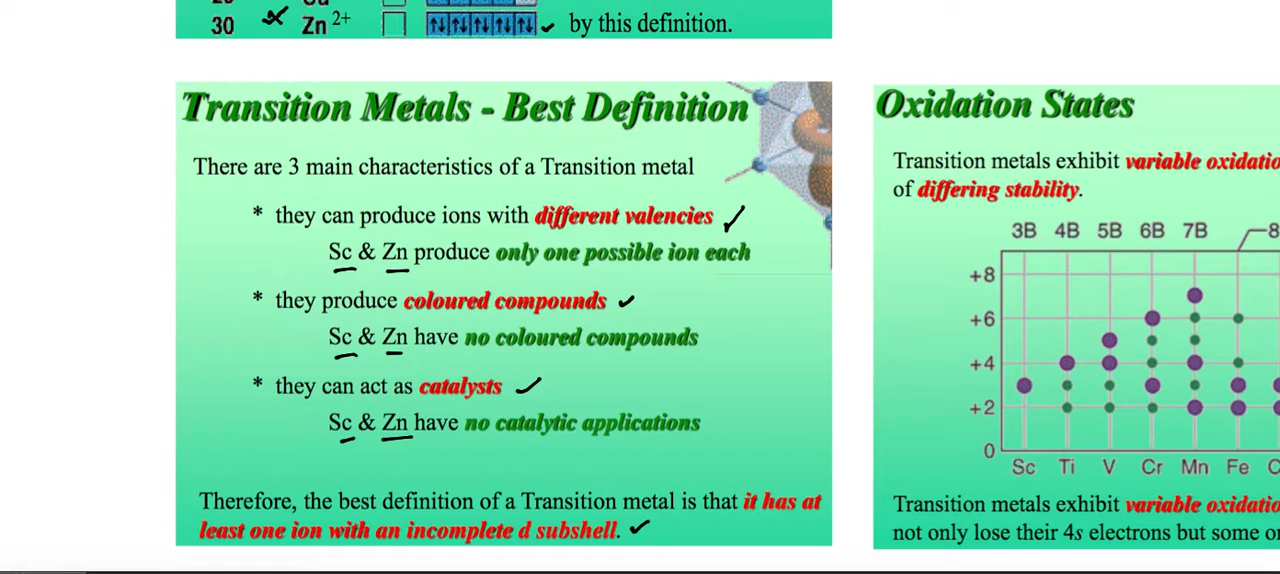 30 Zn 2+ by this definition.
Transition Metals - Best Definition
There are 3 main characteristics of a Transition metal
* they can produce ions with different valencies
Sc & Zn produce only one possible ion each
* they produce coloured compounds
Sc & Zn have no coloured compounds
* they can act as catalysts
Sc & Zn have no catalytic applications
Therefore, the best definition of a Transition metal is that it has at
least one ion with an incomplete d subshell.
Oxidation States
Transition metals exhibit variable oxidatio
of differing stability.
3B 4B 5B 6B 7B 8
+8
+6
+4
+2
0
Sc Ti V Cr Mn Fe C
Transition metals exhibit variable oxidatio
not only lose their 4s electrons but some o